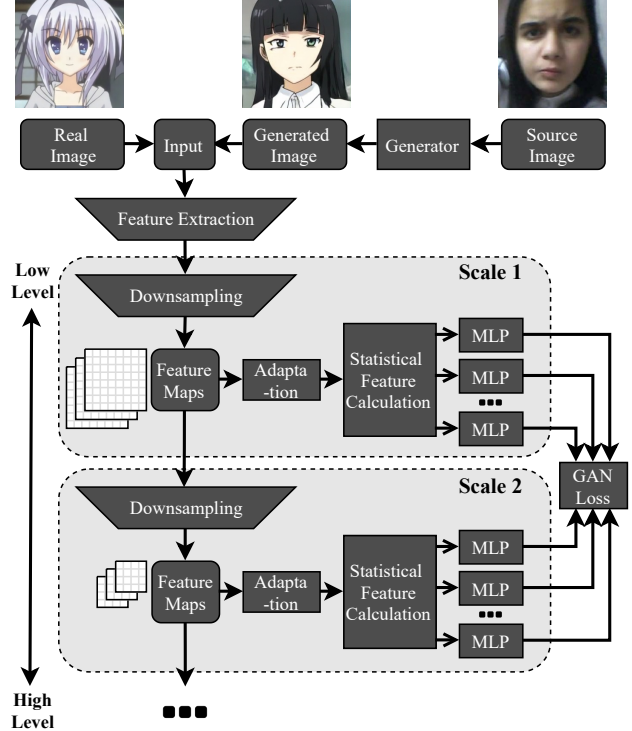 Real
Image
Input
Generated
Image
Generator
Source
Image
Feature Extraction
Low
Level
Scale 1
Downsampling
Feature
Maps
Adapta
-tion
Statistical
Feature
Calculation
MLP
MLP
MLP
GAN
Loss
Scale 2
Downsampling
Feature
Maps
Adapta
-tion
Statistical
Feature
Calculation
MLP
MLP
MLP
High
Level